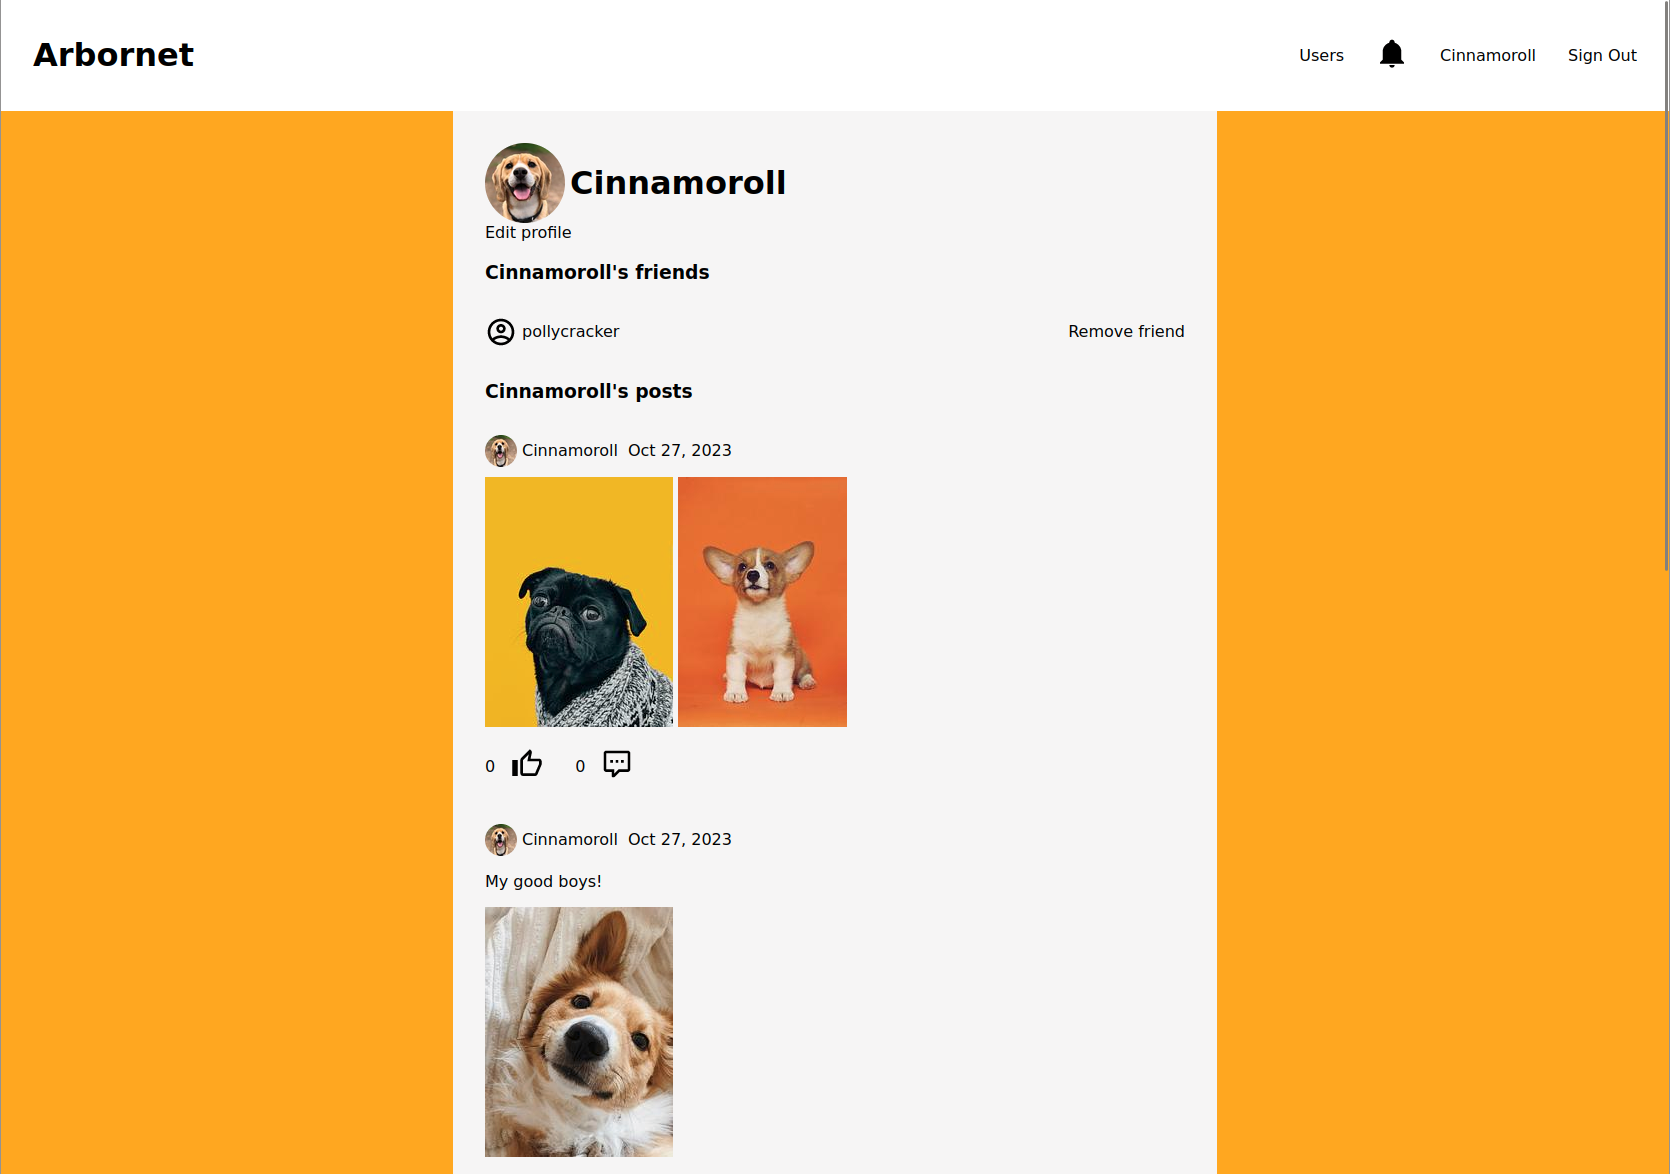 Arbornet
Users Cinnamoroll Sign Out
Cinnamoroll
Edit profile
Cinnamoroll's friends
pollycracker Remove friend
Cinnamoroll's posts
Cinnamoroll Oct 27, 2023
0 0
Cinnamoroll Oct 27, 2023
My good boys!